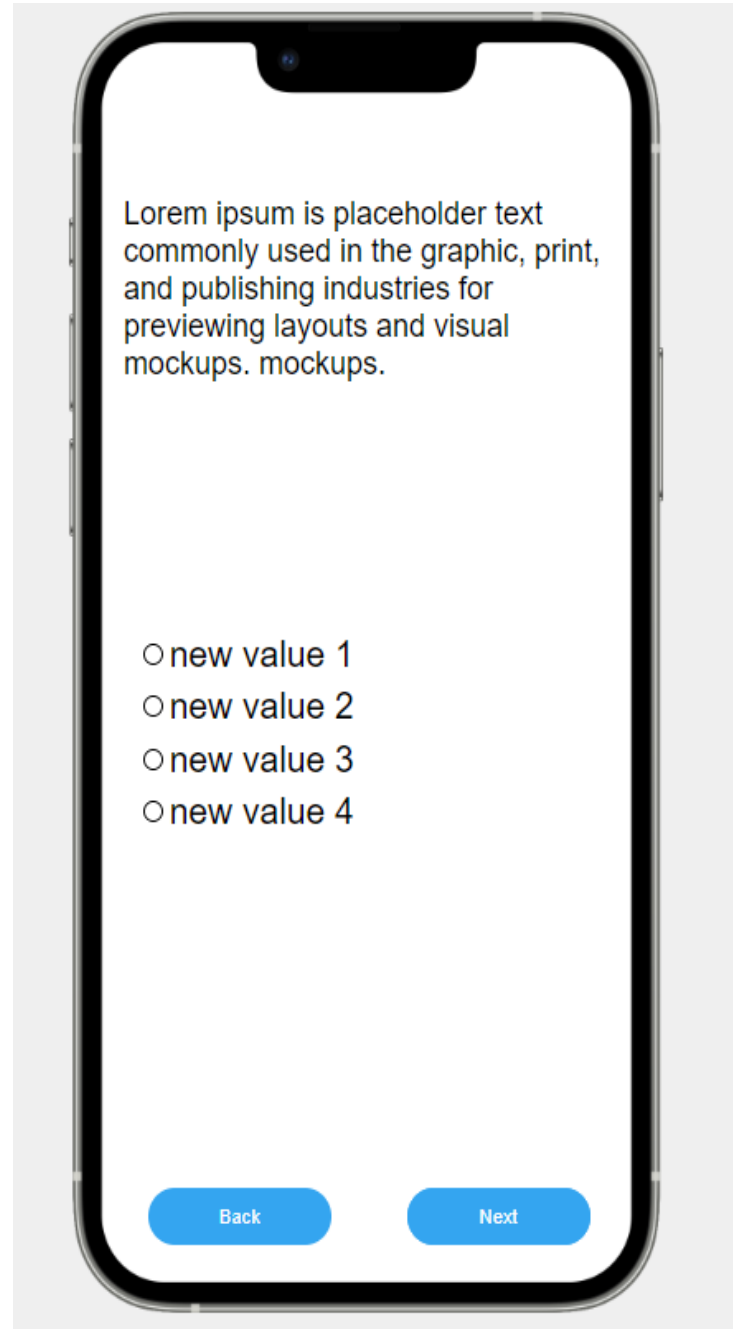 Lorem ipsum is placeholder text
commonly used in the graphic, print,
and publishing industries for
previewing layouts and visual
mockups. mockups.
new value 1
new value 2
new value 3
new value 4
Back
Next